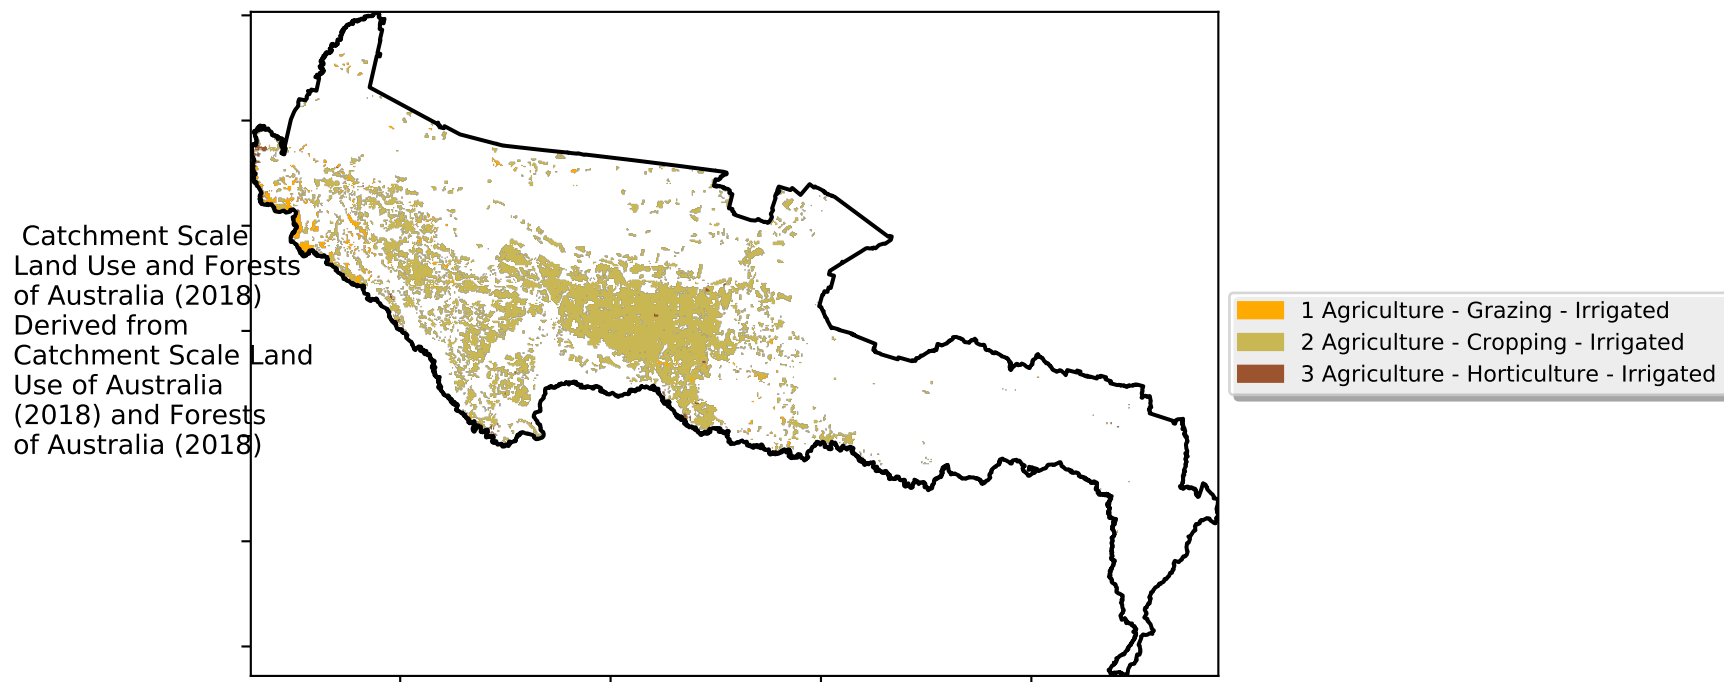 Catchment Scale
Land Use and Forests
of Australia (2018)
Derived from
Catchment Scale Land
Use of Australia
(2018) and Forests
of Australia (2018)
1 Agriculture - Grazing - Irrigated
2 Agriculture - Cropping - Irrigated
3 Agriculture - Horticulture - Irrigated